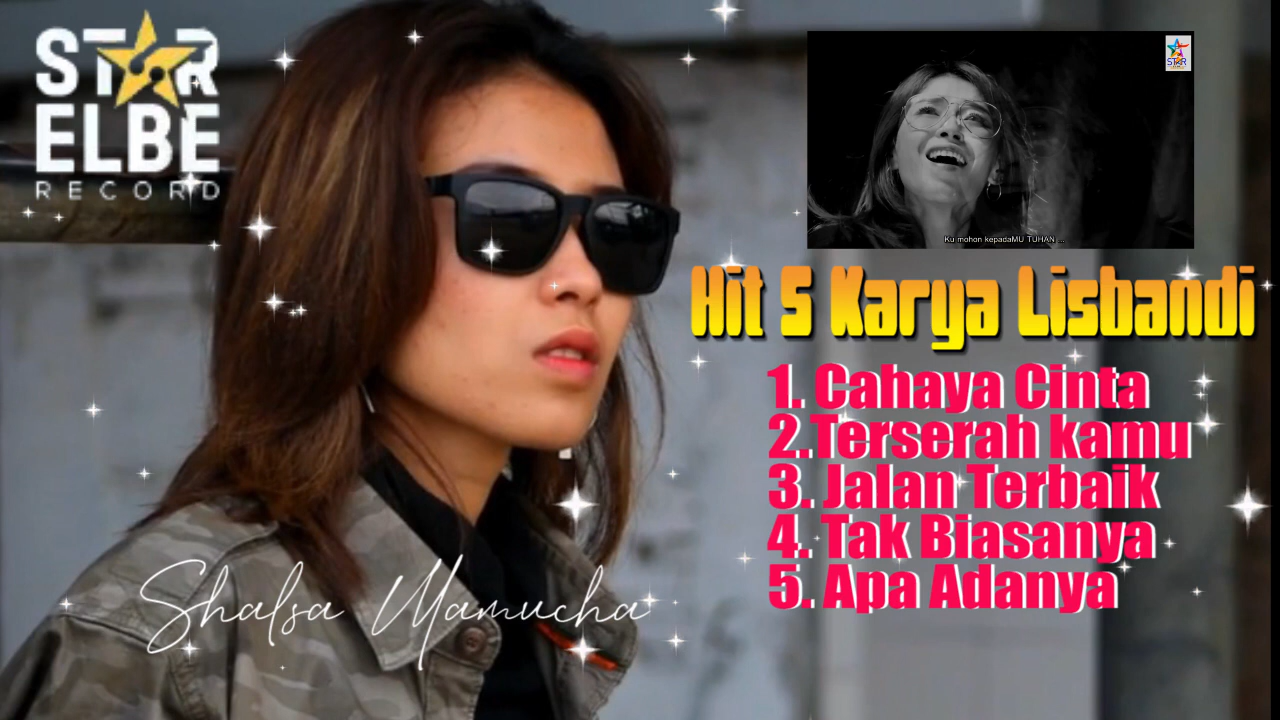 STAR
ELBE
RECORD
STAR
Ku mohon kepadaMU TUHAN ...
Hit 5 Karya Lisbandi
1. Cahaya Cinta
2..Terserah kamu
3. Jalan Terbaik
4. Tak Biasanya
5. Apa Adanya
Shalsa Mamucha